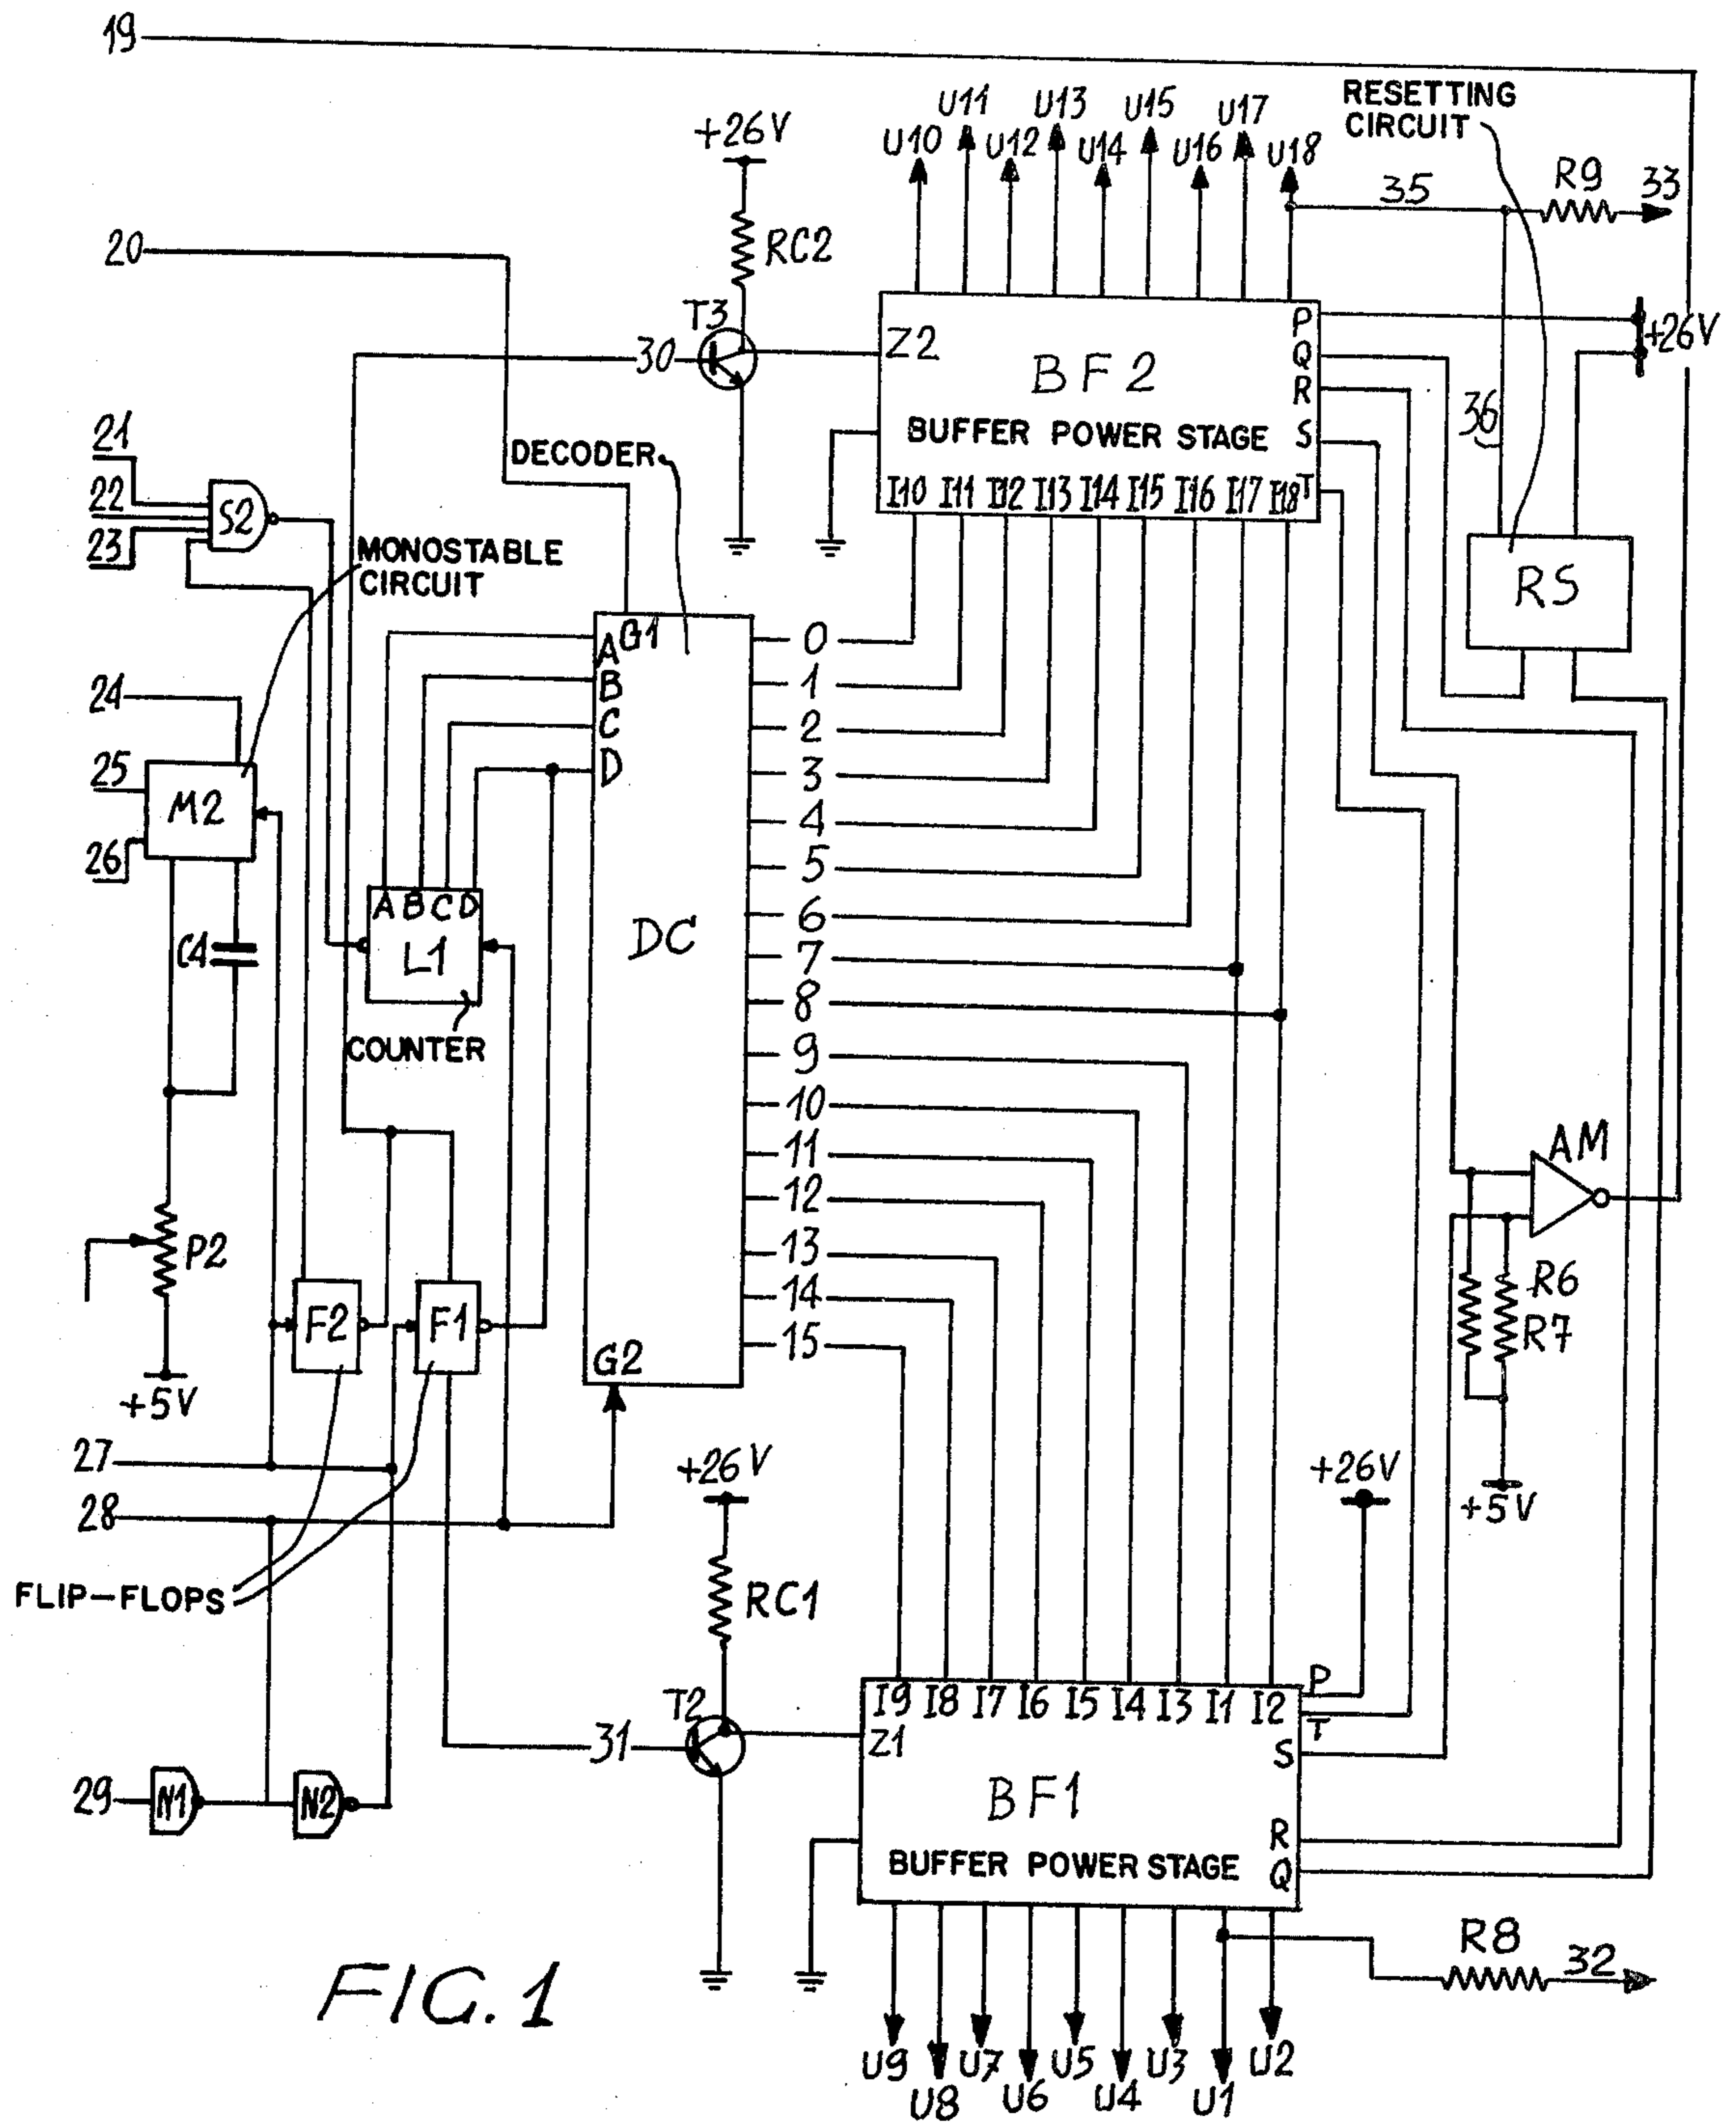 19
RESETTING
CIRCUIT
U11 U13 U15 U17
U10 U12 U14 U16 U18
+26V
35
R9
33
20
RC2
T3
30
Z2
BF2
BUFFER POWER STAGE
P
Q
R
S
T
+26V
36
21
22
23
S2
DECODER
I10 I11 I12 I13 I14 I15 I16 I17 I18
MONOSTABLE
CIRCUIT
RS
G1
A
B
C
D
0
1
2
3
4
5
6
7
8
9
10
11
12
13
14
15
24
25
M2
26
A B C D
L1
C4
DC
COUNTER
AM
P2
R6
R7
F2
F1
G2
+5V
27
+26V
+26V
+5V
28
FLIP-FLOPS
RC1
T2
31
I9 I8 I7 I6 I5 I4 I3 I1 I2
P
T
S
Z1
29
N1
N2
BF1
BUFFER POWER STAGE
R
Q
R8
32
FIG.1
U9 U7 U5 U3 U2
U8 U6 U4 U1